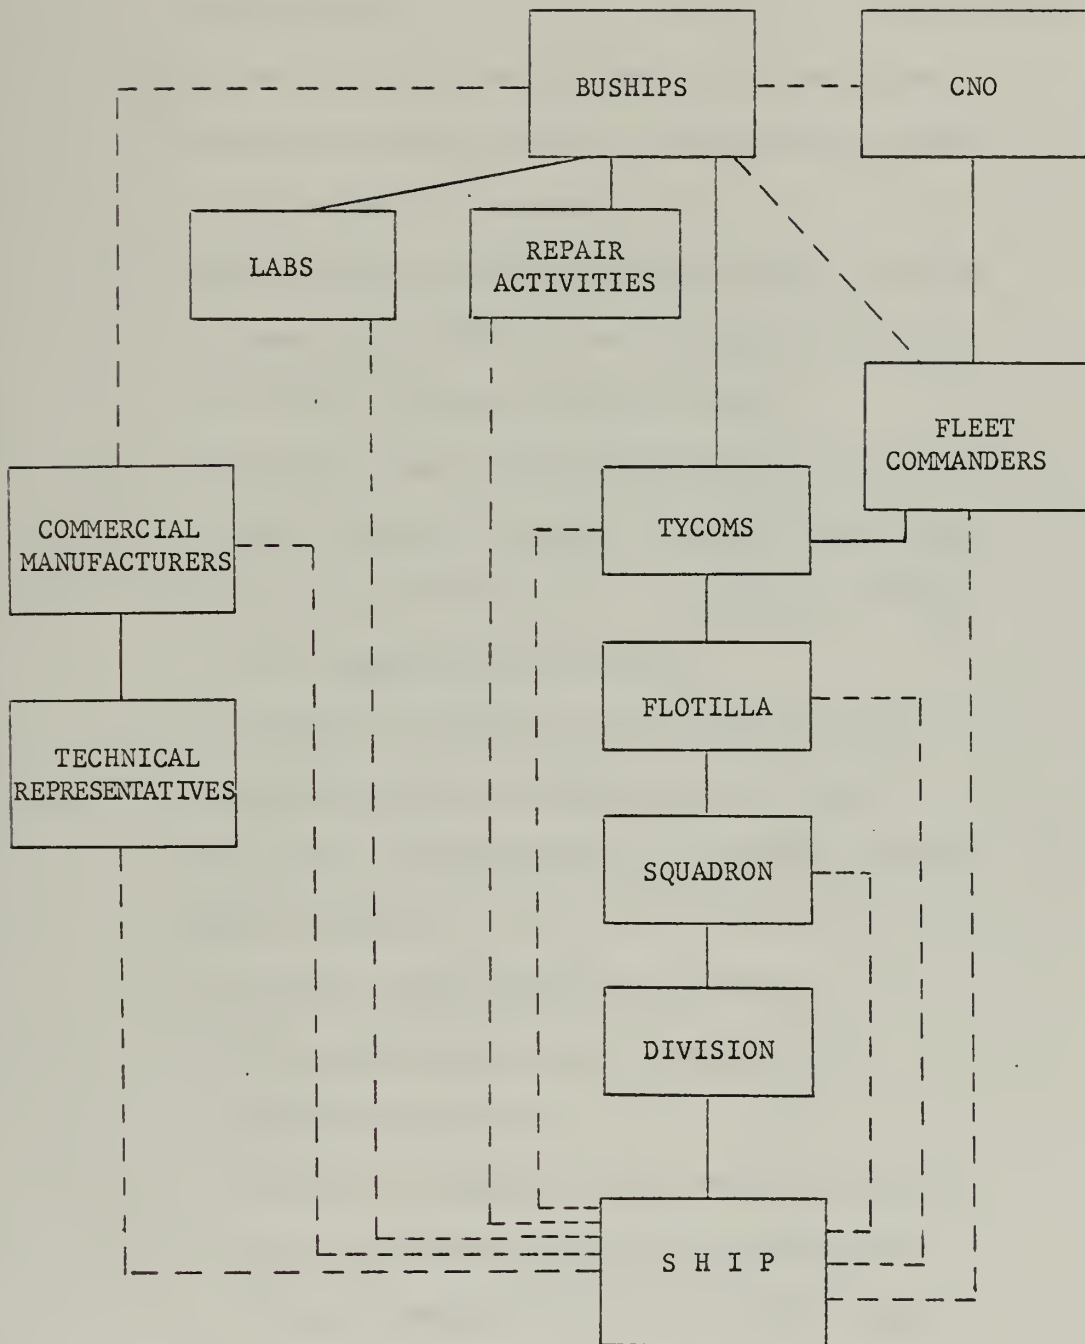 BUSHIPS
CNO
LABS
REPAIR
ACTIVITIES
FLEET
COMMANDERS
COMMERCIAL
MANUFACTURERS
TYCOMS
FLOTILLA
TECHNICAL
REPRESENTATIVES
SQUADRON
DIVISION
S H I P